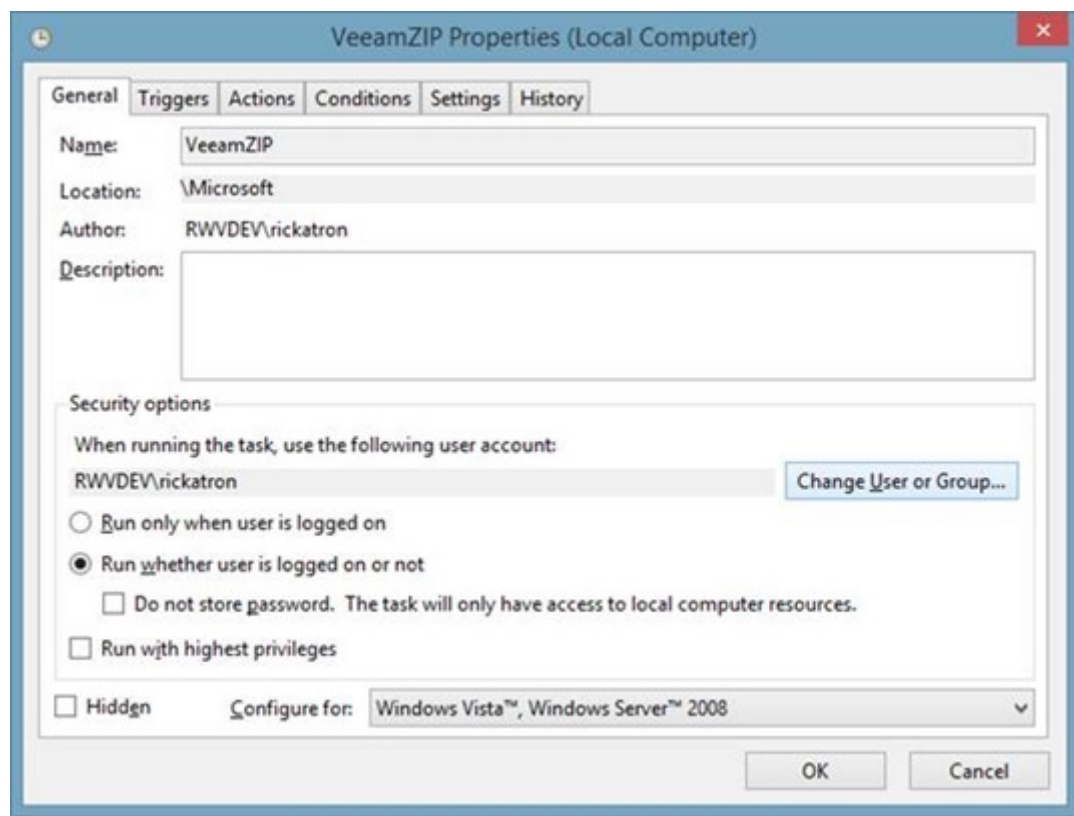 VeeamZIP Properties (Local Computer)
General Triggers Actions Conditions Settings History
Name: VeeamZIP
Location: \Microsoft
Author: RWVDEV\rickatron
Description:
Security options
When running the task, use the following user account:
RWVDEV\rickatron Change User or Group...
Run only when user is logged on
Run whether user is logged on or not
Do not store password. The task will only have access to local computer resources.
Run with highest privileges
Hidden Configure for: Windows Vista™, Windows Server™ 2008
OK Cancel